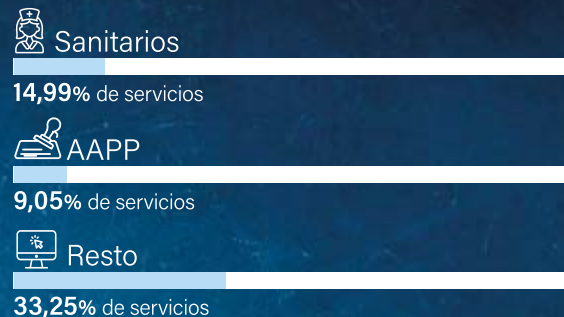 Sanitarios
14,99% de servicios
AAPP
9,05% de servicios
Resto
33,25% de servicios